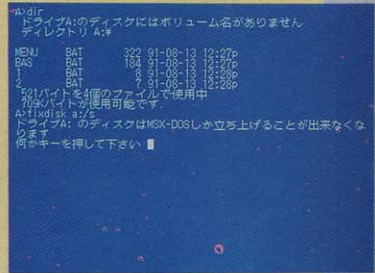 A>dir
ドライブA:のディスクにはボリューム名がありません
ディレクトリ A:¥
MENU BAT 322 91-08-13 12:27p
BAS BAT 184 91-08-13 12:27p
1 BAT 8 91-08-13 12:28p
2 BAT 7 91-08-13 12:28p
521バイトを4個のファイルで使用中
709Kバイトが使用可能です.
A>fixdisk a:/s
ドライブA: のディスクはMSX-DOSしか立ち上げることが出来なくな
ります
何かキーを押して下さい